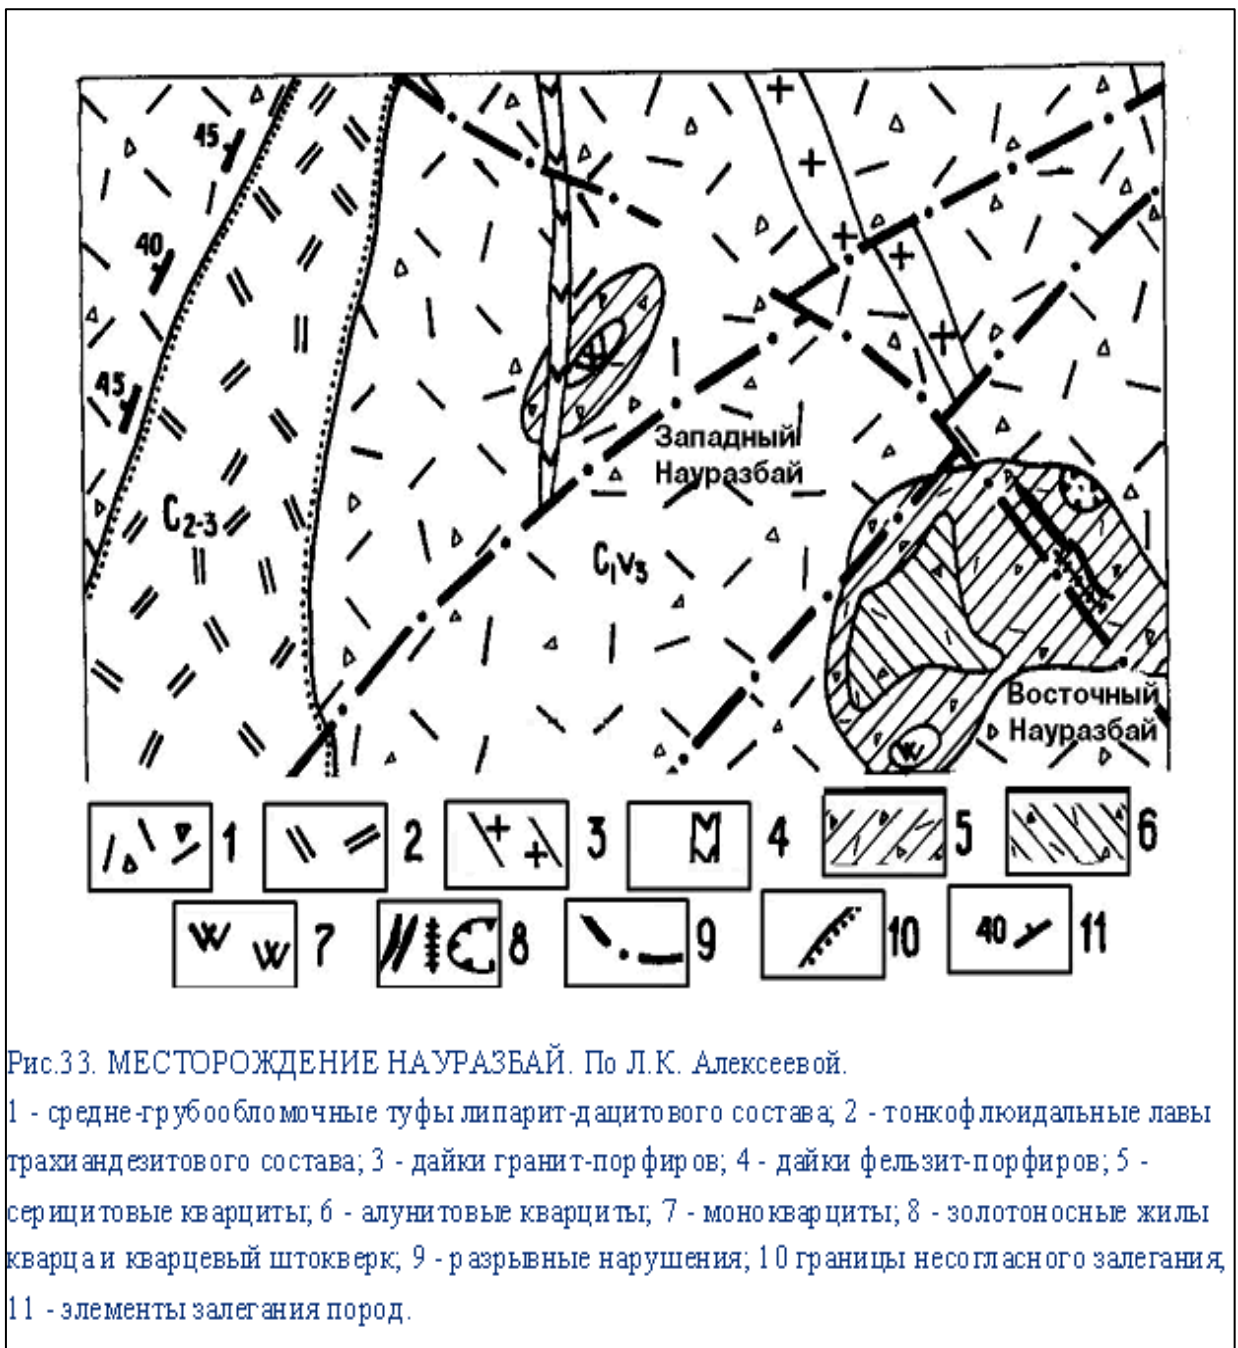 45
40
45
C₂₋₃
C₁v₃
Западный
Науразбай
Восточный
Науразбай
1 2 3 4 5 6
7 8 9 40 10 11
Рис.33. МЕСТОРОЖДЕНИЕ НАУРАЗБАЙ. По Л.К. Алексеевой.
1 - средне-грубообломочные туфы липарит-дацитового состава; 2 - тонкофлюидальные лавы
трахиандезитового состава; 3 - дайки гранит-порфиров; 4 - дайки фельзит-порфиров; 5 -
серицитовые кварциты; 6 - алунитовые кварциты; 7 - монокварциты; 8 - золотоносные жилы
кварца и кварцевый штокверк; 9 - разрывные нарушения; 10 границы несогласного залегания,
11 - элементы залегания пород.